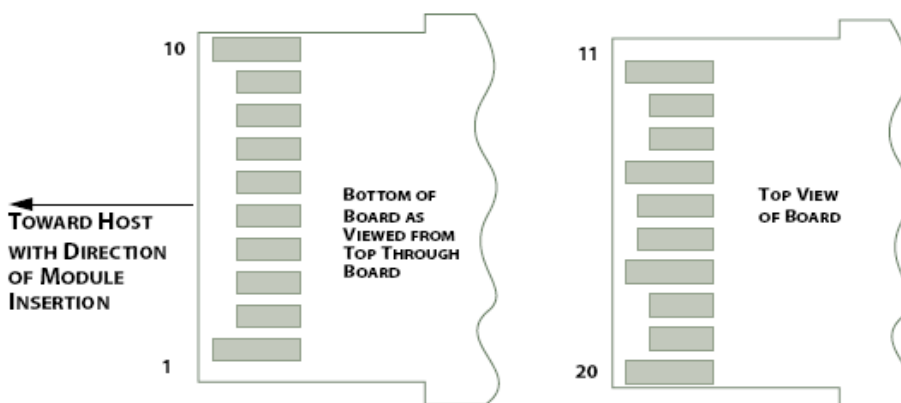 10
TOWARD HOST
WITH DIRECTION
OF MODULE
INSERTION
1
BOTTOM OF
BOARD AS
VIEWED FROM
TOP THROUGH
BOARD
11
20
TOP VIEW
OF BOARD